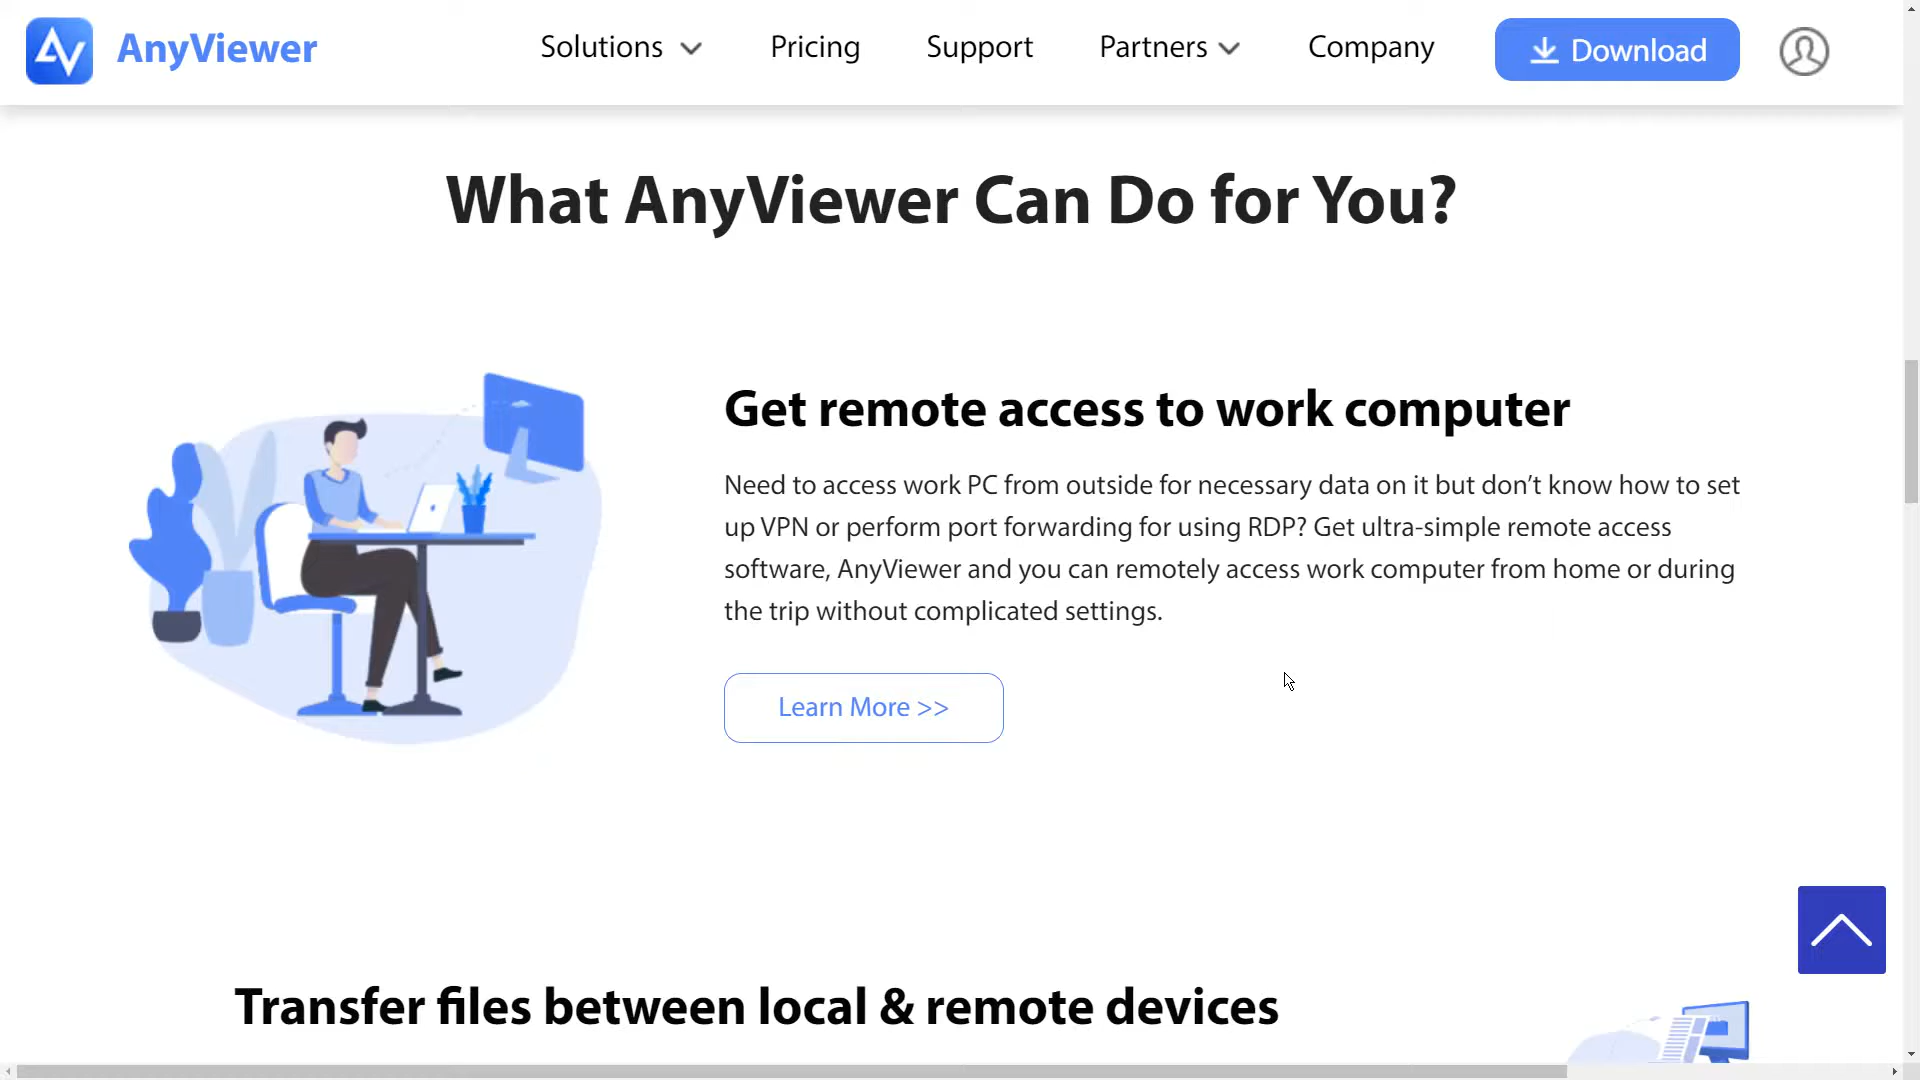 AnyViewer
Solutions
Pricing
Support
Partners
Company
Download
What AnyViewer Can Do for You?
Get remote access to work computer
Need to access work PC from outside for necessary data on it but don’t know how to set
up VPN or perform port forwarding for using RDP? Get ultra-simple remote access
software, AnyViewer and you can remotely access work computer from home or during
the trip without complicated settings.
Learn More >>
Transfer files between local & remote devices